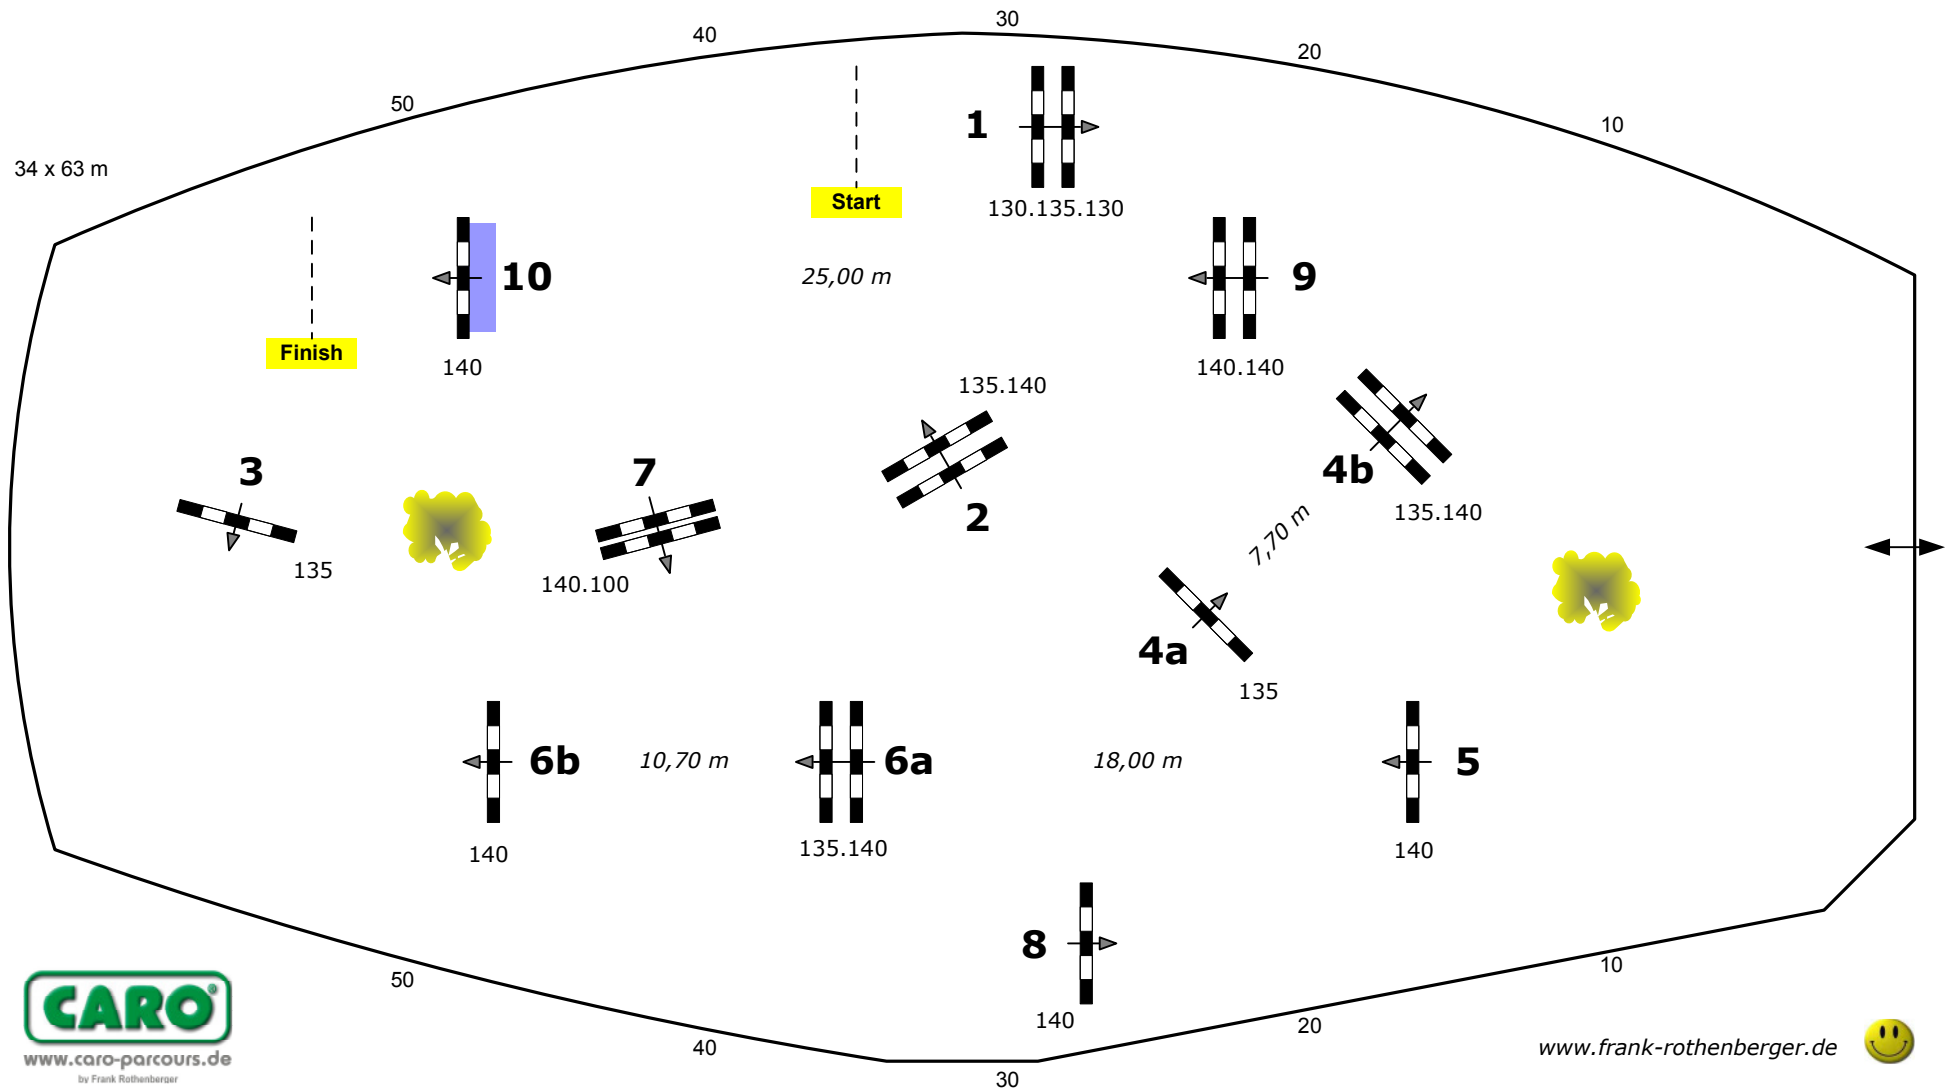 30
40
20
50
10
34 x 63 m
1
Start
130.135.130
10
25,00 m
9
Finish
140
140.140
135.140
3
7
4b
2
135.140
7,70 m
135
140.100
4a
135
6b
10,70 m
6a
18,00 m
5
140
135.140
140
8
50
10
140
20
40
30
CARO®
www.caro-parcours.de
by Frank Rothenberger
www.frank-rothenberger.de